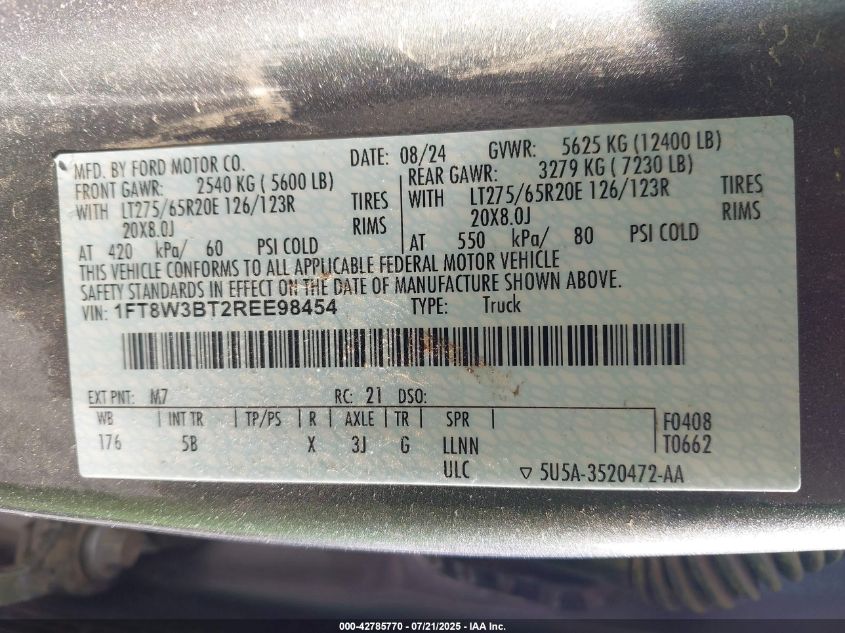 MFD. BY FORD MOTOR CO. DATE: 08/24 GVWR: 5625 KG (12400 LB)
FRONT GAWR: 2540 KG ( 5600 LB) REAR GAWR: 3279 KG ( 7230 LB)
WITH LT275/65R20E 126/123R TIRES WITH LT275/65R20E 126/123R TIRES
20X8.0J RIMS 20X8.0J RIMS
AT 420 kPa/ 60 PSI COLD AT 550 kPa/ 80 PSI COLD
THIS VEHICLE CONFORMS TO ALL APPLICABLE FEDERAL MOTOR VEHICLE
SAFETY STANDARDS IN EFFECT ON THE DATE OF MANUFACTURE SHOWN ABOVE.
VIN: 1FT8W3BT2REE98454 TYPE: Truck
EXT PNT: M7 RC: 21 DSO:
WB INT TR TP/PS R AXLE TR SPR F0408
176 5B X 3J G LLNN T0662
ULC ▽ 5U5A-3520472-AA
000-42785770 - 07/21/2025 - IAA Inc.